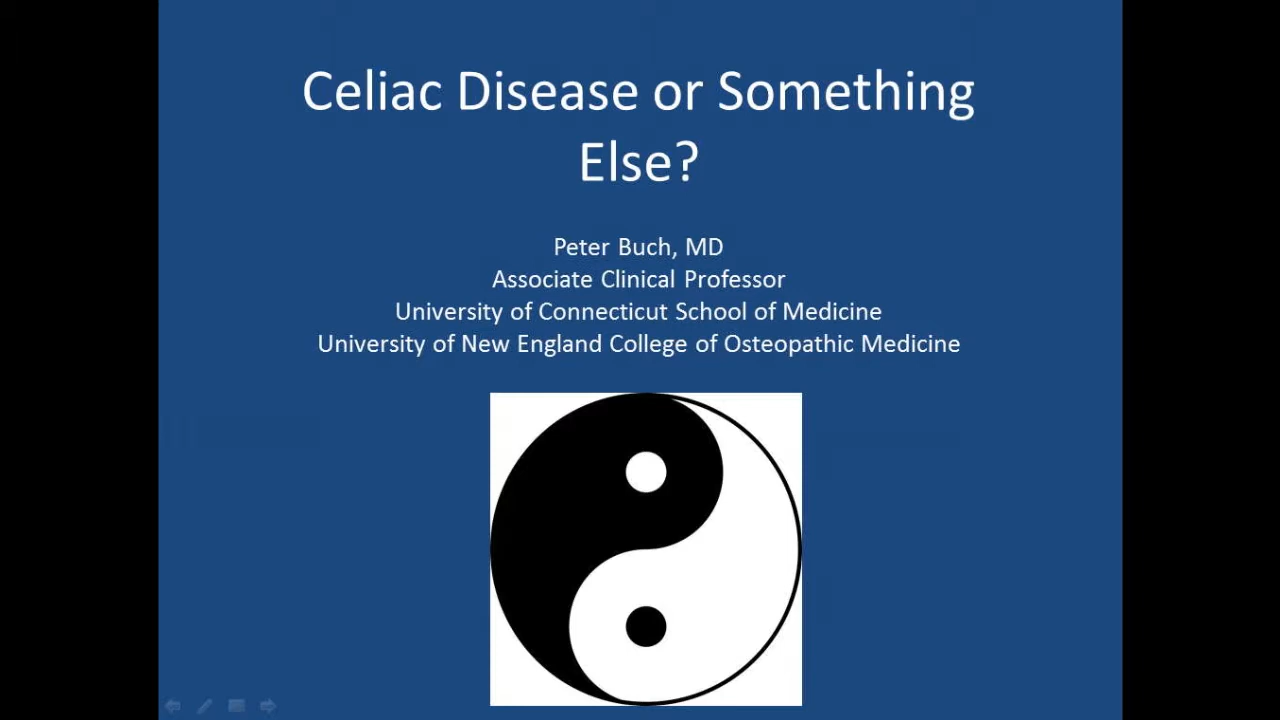 Celiac Disease or Something
Else?
Peter Buch, MD
Associate Clinical Professor
University of Connecticut School of Medicine
University of New England College of Osteopathic Medicine